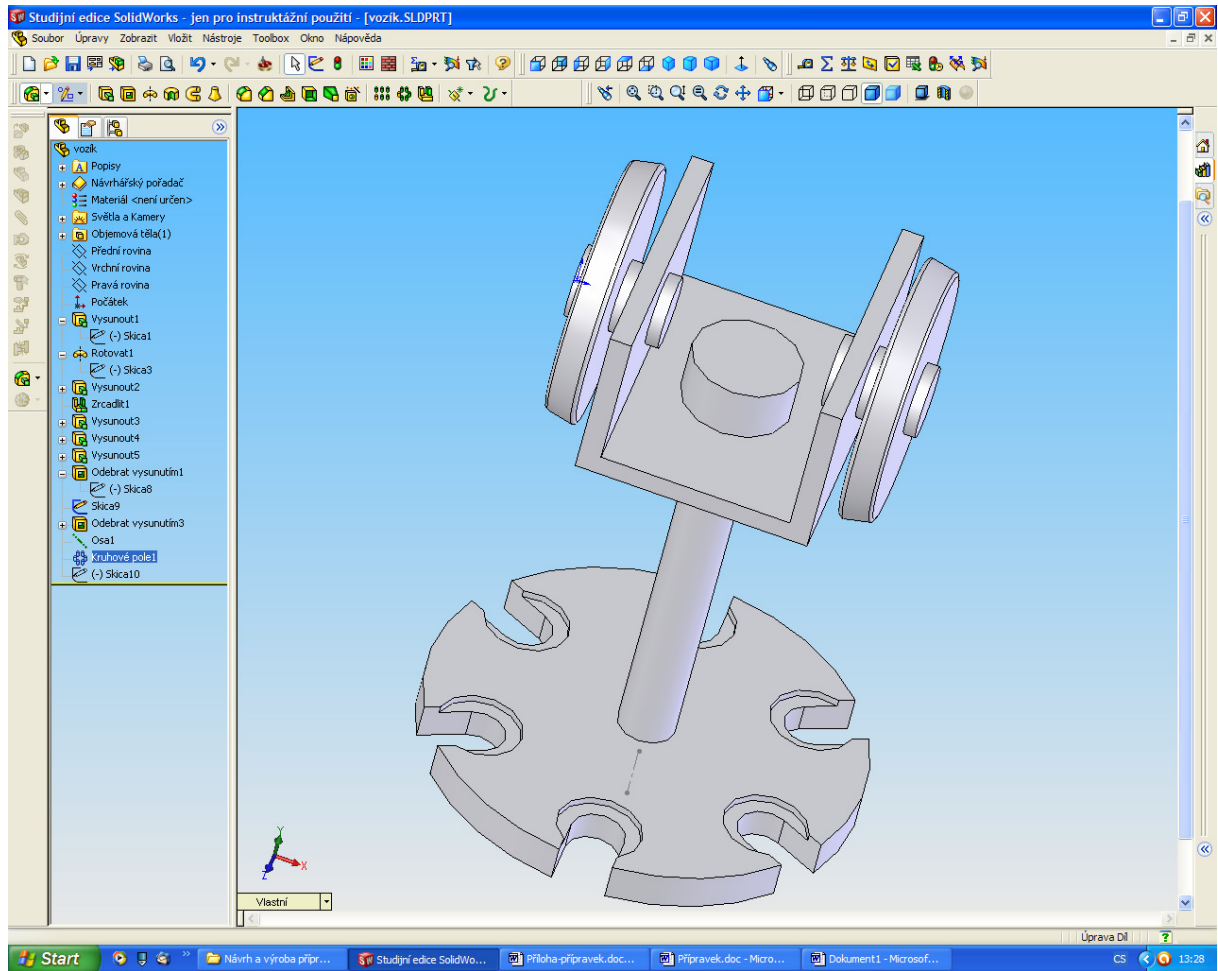 Studijní edice SolidWorks - jen pro instruktážní použití - [vozík.SLDPRT]
Soubor Úpravy Zobrazit Vložit Nástroje Toolbox Okno Nápověda
vozík
Popisy
Návrhářský pořadač
Materiál <není určen>
Světla a Kamery
Objemová těla(1)
Přední rovina
Vrchní rovina
Pravá rovina
Počátek
Vysunout1
(-) Skica1
Rotovat1
(-) Skica3
Vysunout2
Zrcadlit1
Vysunout3
Vysunout4
Vysunout5
Odebrat vysunutím1
(-) Skica8
Skica9
Odebrat vysunutím3
Osa1
Kruhové pole1
(-) Skica10
Y
X
Z
Vlastní
Úprava Díl
Start
Návrh a výroba přípr...
Studijní edice SolidWo...
Příloha-přípravek.doc...
Přípravek.doc - Micro...
Dokument1 - Microsof...
CS
13:28